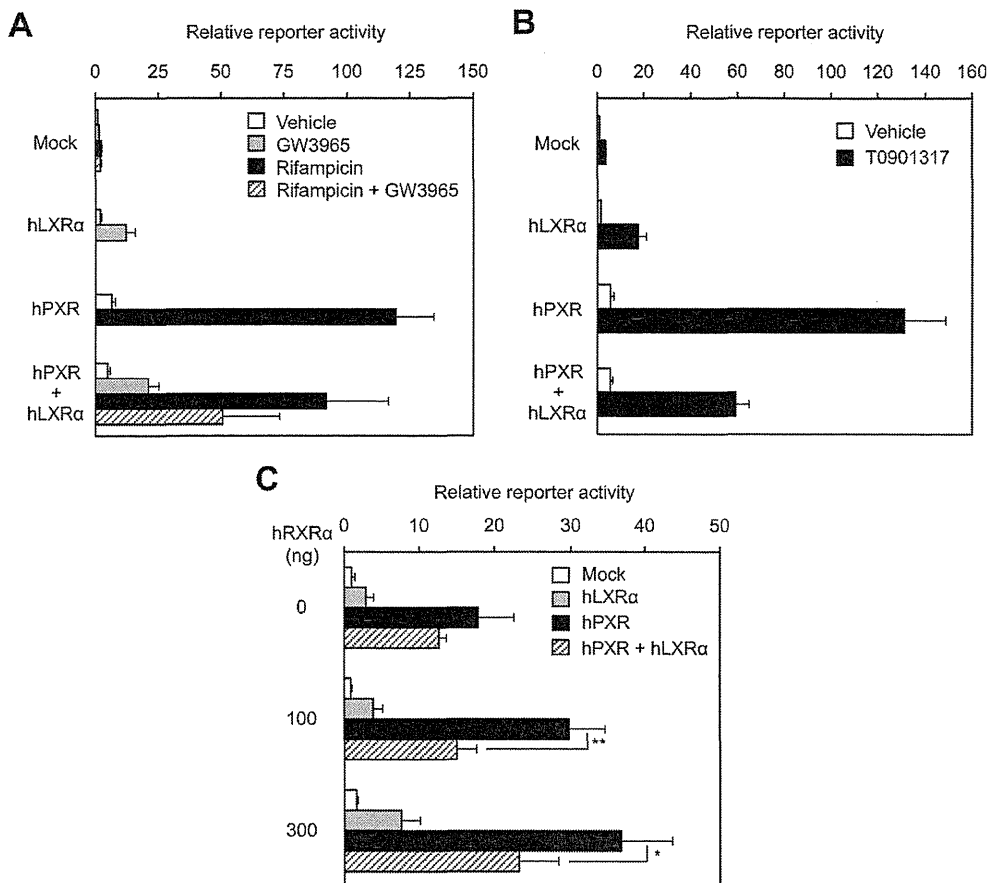 A
Relative reporter activity
0 25 50 75 100 125 150
Vehicle
GW3965
Rifampicin
Rifampicin + GW3965
Mock
hLXRα
hPXR
hPXR
+
hLXRα
B
Relative reporter activity
0 20 40 60 80 100 120 140 160
Vehicle
T0901317
Mock
hLXRα
hPXR
hPXR
+
hLXRα
C
Relative reporter activity
hRXRα
(ng)
0 10 20 30 40 50
Mock
hLXRα
hPXR
hPXR + hLXRα
0
100
**
300
*